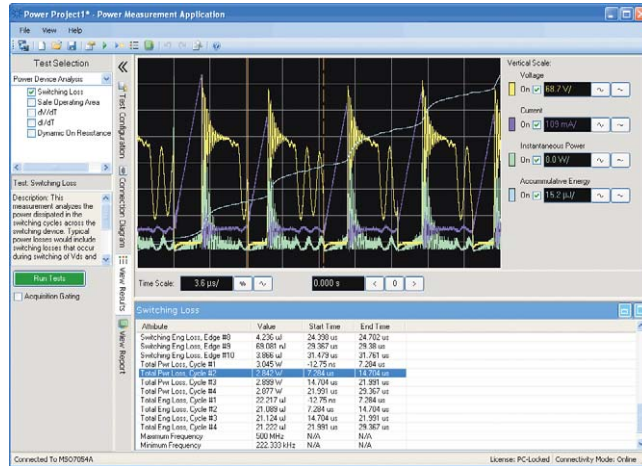 Power Project1* - Power Measurement Application
File View Help
Test Selection
Power Device Analysis
Switching Loss
Safe Operating Area
dV/dT
dI/dT
Dynamic On Resistance
Test: Switching Loss
Description: This
measurement analyzes the
power dissipated in the
switching cycles across the
switching device. Typical
power losses would include
switching losses that occur
during switching of Vds and
Run Tests
Acquisition Gating
Test Configuration
Connection Diagram
View Results
View Report
Vertical Scale:
Voltage
On 68.7 V/
Current
On 109 mA/
Instantaneous Power
On 8.0 W/
Accummulative Energy
On 15.2 µJ/
Time Scale: 3.6 µs/ 0.000 s < 0 >
Switching Loss
Attribute Value Start Time End Time
Switching Eng Loss, Edge #8 4.236 uJ 24.398 us 24.702 us
Switching Eng Loss, Edge #9 69.081 nJ 29.367 us 29.38 us
Switching Eng Loss, Edge #10 3.866 uJ 31.479 us 31.761 us
Total Pwr Loss, Cycle #1 3.045 W -12.75 ns 7.284 us
Total Pwr Loss, Cycle #2 2.842 W 7.284 us 14.704 us
Total Pwr Loss, Cycle #3 2.899 W 14.704 us 21.991 us
Total Pwr Loss, Cycle #4 2.877 W 21.991 us 29.367 us
Total Eng Loss, Cycle #1 22.217 uJ -12.75 ns 7.284 us
Total Eng Loss, Cycle #2 21.089 uJ 7.284 us 14.704 us
Total Eng Loss, Cycle #3 21.124 uJ 14.704 us 21.991 us
Total Eng Loss, Cycle #4 21.222 uJ 21.991 us 29.367 us
Maximum Frequency 500 MHz N/A N/A
Minimum Frequency 222.333 kHz N/A N/A
Connected To MSO7054A
License: PC-Locked Connectivity Mode: Online